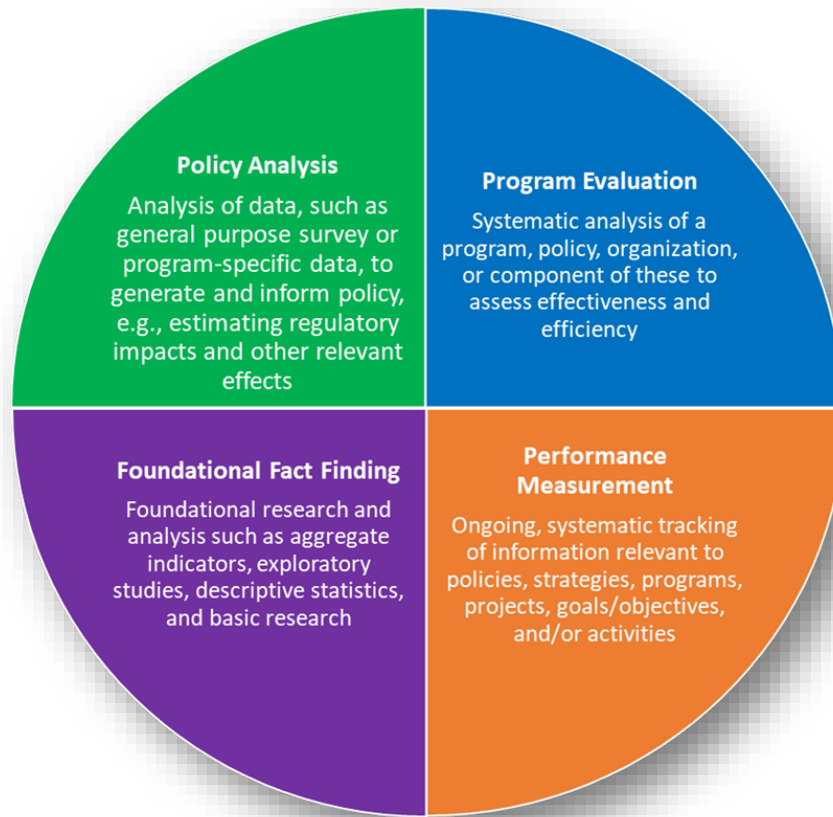 Policy Analysis
Analysis of data, such as
general purpose survey or
program-specific data, to
generate and inform policy,
e.g., estimating regulatory
impacts and other relevant
effects
Program Evaluation
Systematic analysis of a
program, policy, organization,
or component of these to
assess effectiveness and
efficiency
Foundational Fact Finding
Foundational research and
analysis such as aggregate
indicators, exploratory
studies, descriptive statistics,
and basic research
Performance
Measurement
Ongoing, systematic tracking
of information relevant to
policies, strategies, programs,
projects, goals/objectives,
and/or activities